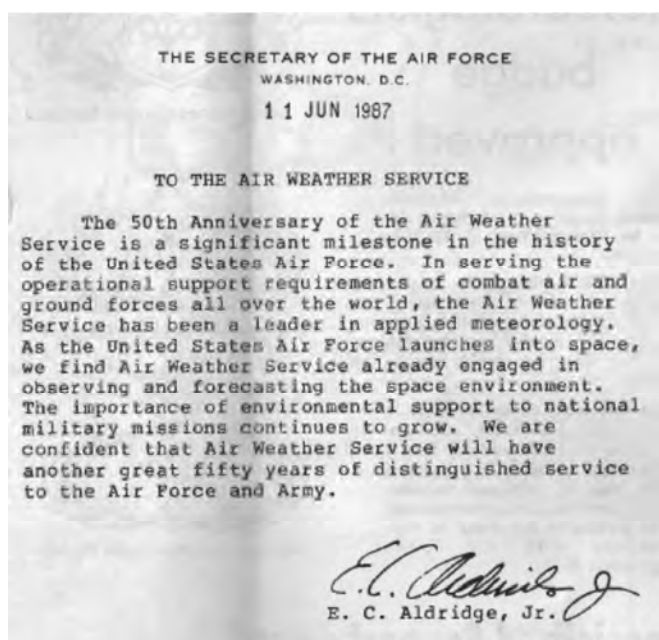 THE SECRETARY OF THE AIR FORCE
WASHINGTON, D.C.
11 JUN 1987
TO THE AIR WEATHER SERVICE
The 50th Anniversary of the Air Weather
Service is a significant milestone in the history
of the United States Air Force. In serving the
operational support requirements of combat air and
ground forces all over the world, the Air Weather
Service has been a leader in applied meteorology.
As the United States Air Force launches into space,
we find Air Weather Service already engaged in
observing and forecasting the space environment.
The importance of environmental support to national
military missions continues to grow. We are
confident that Air Weather Service will have
another great fifty years of distinguished service
to the Air Force and Army.
E. C. Aldridge, Jr.